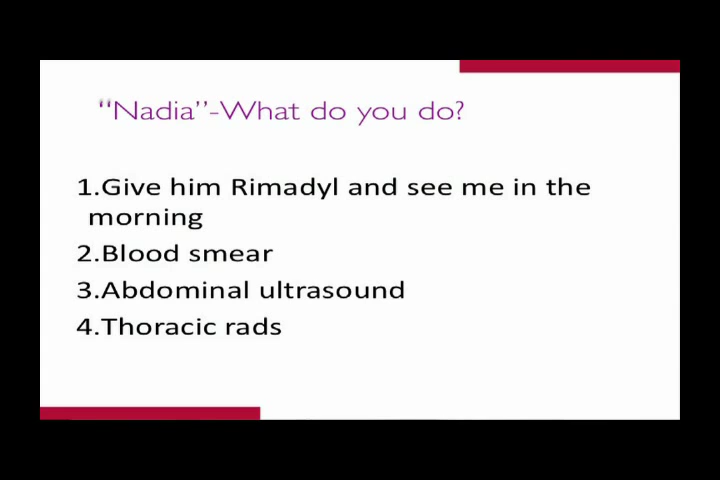 "Nadia"-What do you do?
1.Give him Rimadyl and see me in the
morning
2.Blood smear
3.Abdominal ultrasound
4.Thoracic rads